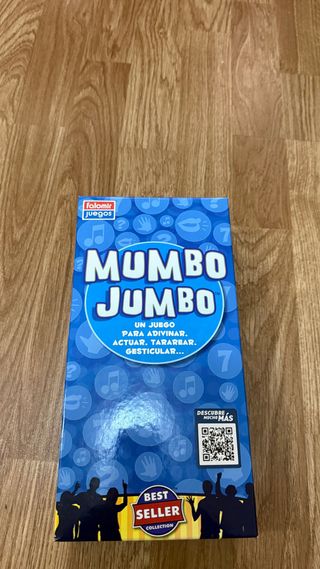 falomir
juegos
MUMBO
JUMBO
UN JUEGO
PARA ADIVINAR,
ACTUAR, TARAREAR,
GESTICULAR...
DESCUBRE
MUCHO MÁS
BEST
SELLER
COLLECTION